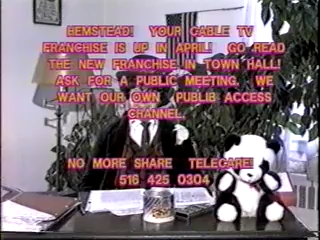 HEMSTEAD! YOUR CABLE TV
FRANCHISE IS UP IN APRIL! GO READ
THE NEW FRANCHISE IN TOWN HALL!
ASK FOR A PUBLIC MEETING. WE
WANT OUR OWN PUBLIB ACCESS
CHANNEL.
NO MORE SHARE TELECARE!
516 425 0304